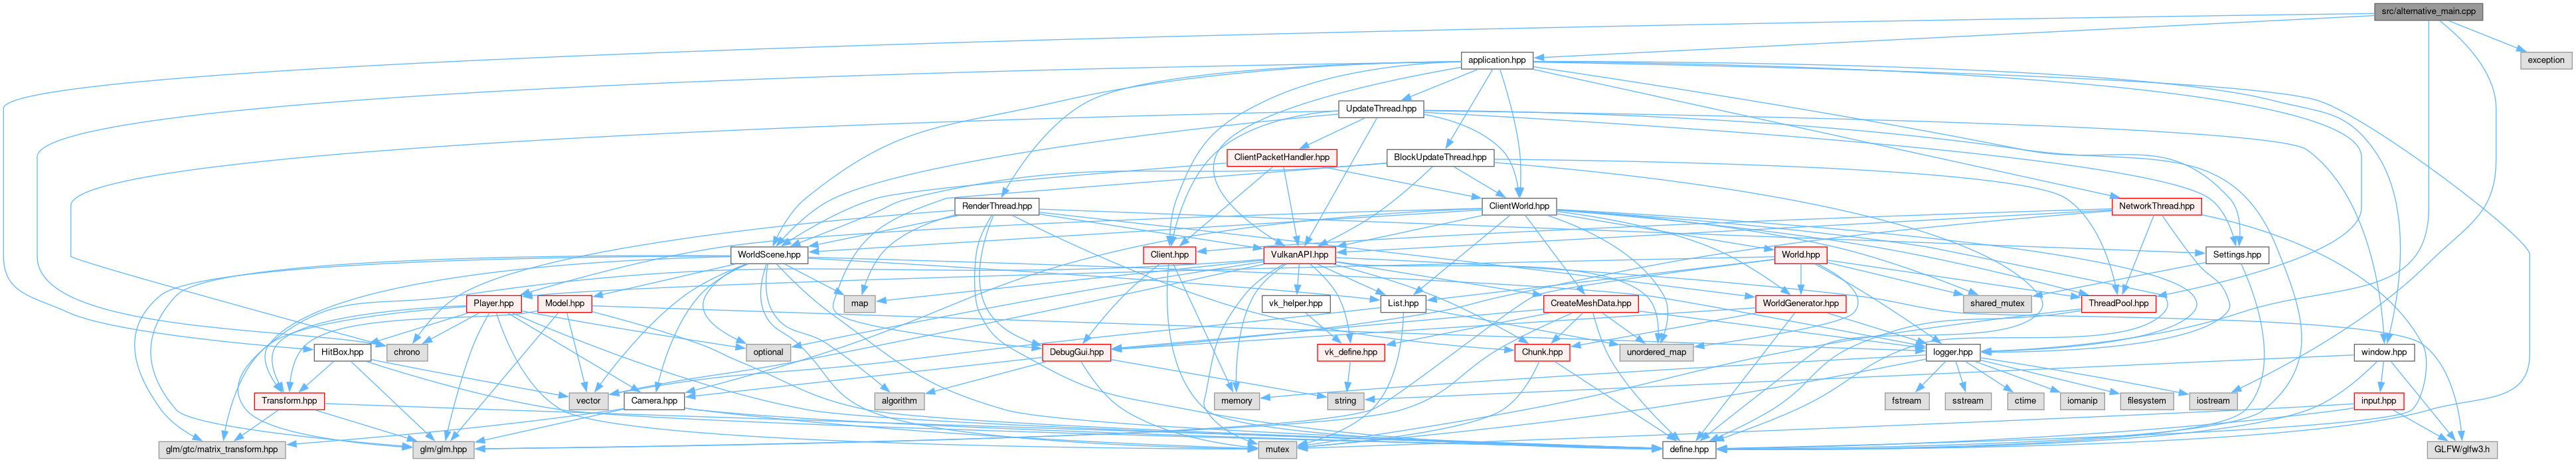 src/alternative_main.cpp
application.hpp
exception
UpdateThread.hpp
ClientPacketHandler.hpp
BlockUpdateThread.hpp
RenderThread.hpp
ClientWorld.hpp
NetworkThread.hpp
WorldScene.hpp
Client.hpp
VulkanAPI.hpp
World.hpp
Settings.hpp
Player.hpp
Model.hpp
map
vk_helper.hpp
List.hpp
CreateMeshData.hpp
WorldGenerator.hpp
shared_mutex
ThreadPool.hpp
HitBox.hpp
chrono
optional
DebugGui.hpp
vk_define.hpp
Chunk.hpp
unordered_map
logger.hpp
window.hpp
Transform.hpp
vector
Camera.hpp
algorithm
memory
string
fstream
sstream
ctime
iomanip
filesystem
iostream
input.hpp
glm/gtc/matrix_transform.hpp
glm/glm.hpp
mutex
define.hpp
GLFW/glfw3.h